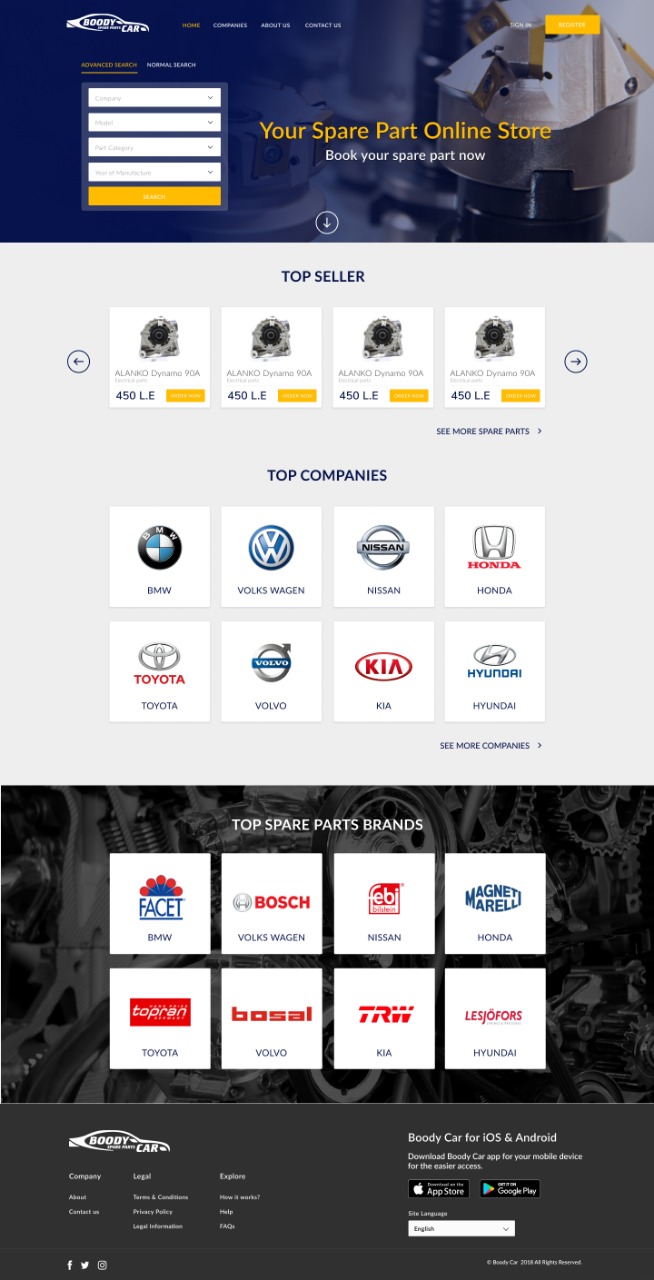 BOODY
SPARE PARTS
CAR
HOME
COMPANIES
ABOUT US
CONTACT US
SIGN IN
REGISTER
ADVANCED SEARCH
NORMAL SEARCH
Company
Model
Part Category
Year of Manufacture
SEARCH
Your Spare Part Online Store
Book your spare part now
TOP SELLER
ALANKO Dynamo 90A
Electrical parts
450 L.E
ORDER NOW
ALANKO Dynamo 90A
Electrical parts
450 L.E
ORDER NOW
ALANKO Dynamo 90A
Electrical parts
450 L.E
ORDER NOW
ALANKO Dynamo 90A
Electrical parts
450 L.E
ORDER NOW
SEE MORE SPARE PARTS
TOP COMPANIES
BMW
BMW
VOLKS WAGEN
NISSAN
NISSAN
HONDA
HONDA
TOYOTA
TOYOTA
VOLVO
VOLVO
KIA
KIA
HYUNDAI
HYUNDAI
SEE MORE COMPANIES
TOP SPARE PARTS BRANDS
FACET
BMW
BOSCH
VOLKS WAGEN
febi
bilstein
NISSAN
MAGNETI
MARELLI
HONDA
topran
GERMANY
TOYOTA
bosal
VOLVO
TRW
KIA
LESJÖFORS
HYUNDAI
BOODY
SPARE PARTS
CAR
Company
About
Contact us
Legal
Terms & Conditions
Privacy Policy
Legal Information
Explore
How it works?
Help
FAQs
Boody Car for iOS & Android
Download Boody Car app for your mobile device
for the easier access.
Download on the
App Store
GET IT ON
Google Play
Site Language
English
© Boody Car 2018 All Rights Reserved.